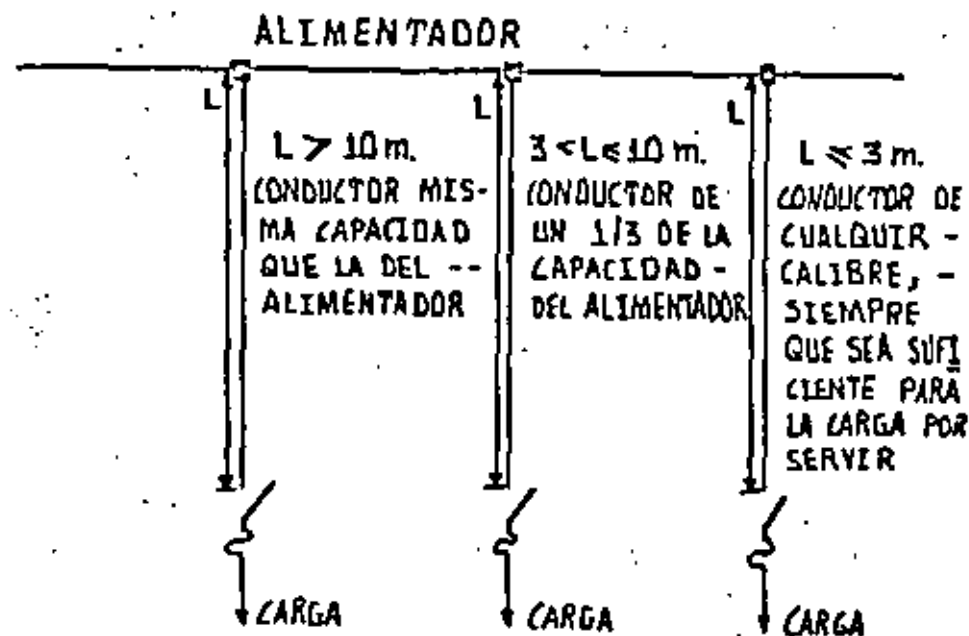 ALIMENTADOR
L
L > 10 m.
CONDUCTOR MIS-
MA CAPACIDAD
QUE LA DEL --
ALIMENTADOR
CARGA
L
3 < L ≤ 10 m.
CONDUCTOR DE
UN 1/3 DE LA
CAPACIDAD -
DEL ALIMENTADOR
CARGA
L
L ≤ 3 m.
CONDUCTOR DE
CUALQUIR -
CALIBRE, -
SIEMPRE
QUE SEA SUFI
CIENTE PARA
LA CARGA POR
SERVIR
CARGA